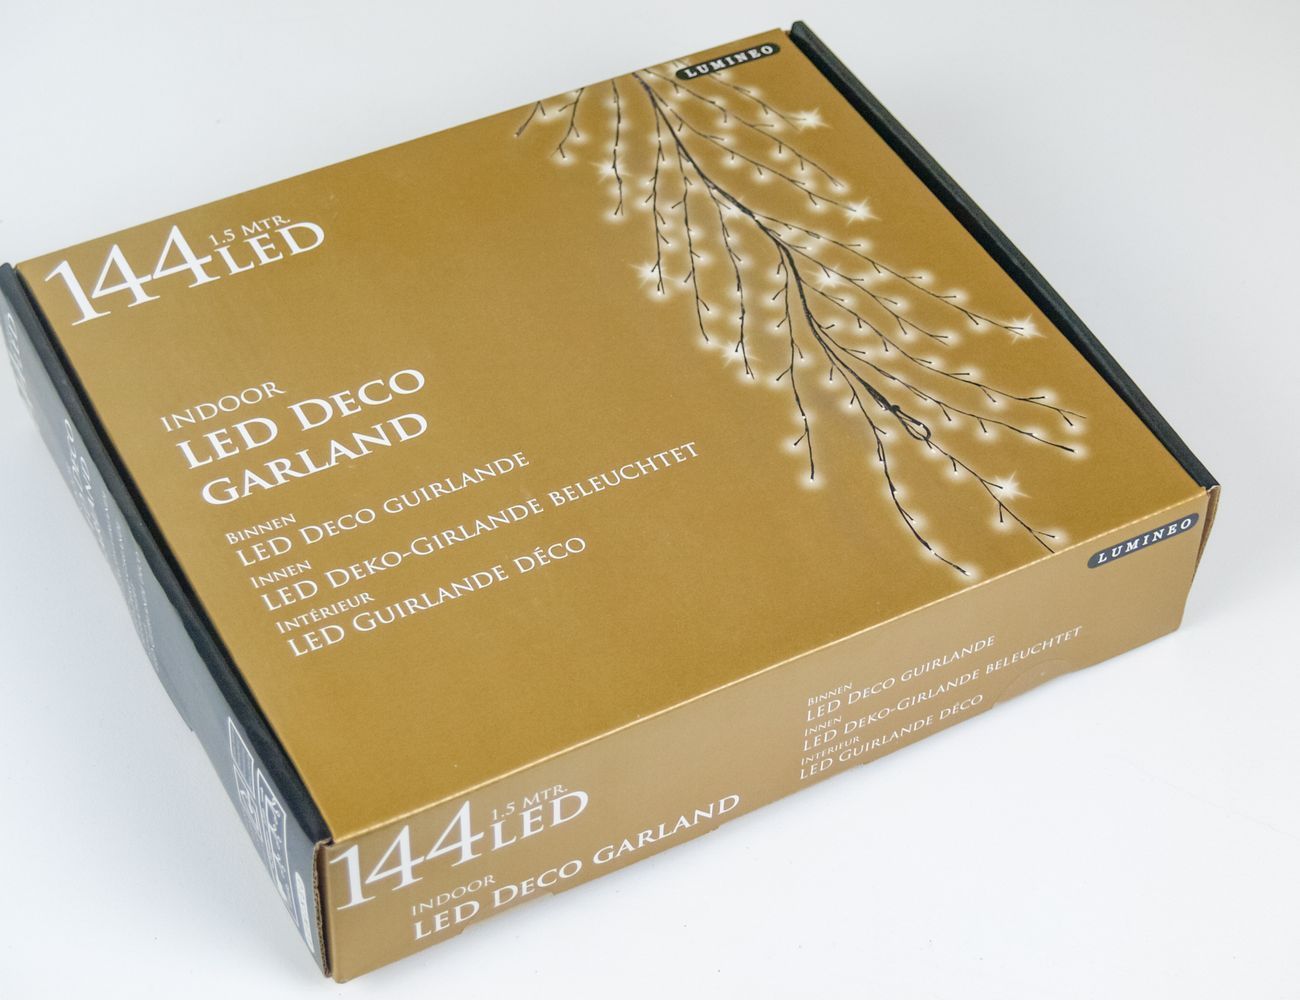 LUMINEO
1.5 MTR.
144 LED
INDOOR
LED DECO
GARLAND
BINNEN
LED DECO GUIRLANDE
INNEN
LED DEKO-GIRLANDE BELEUCHTET
INTÉRIEUR
LED GUIRLANDE DÉCO
LUMINEO
BINNEN
LED DECO GUIRLANDE
INNEN
LED DEKO-GIRLANDE BELEUCHTET
INTÉRIEUR
LED GUIRLANDE DÉCO
1.5 MTR.
144 LED
INDOOR
LED DECO GARLAND